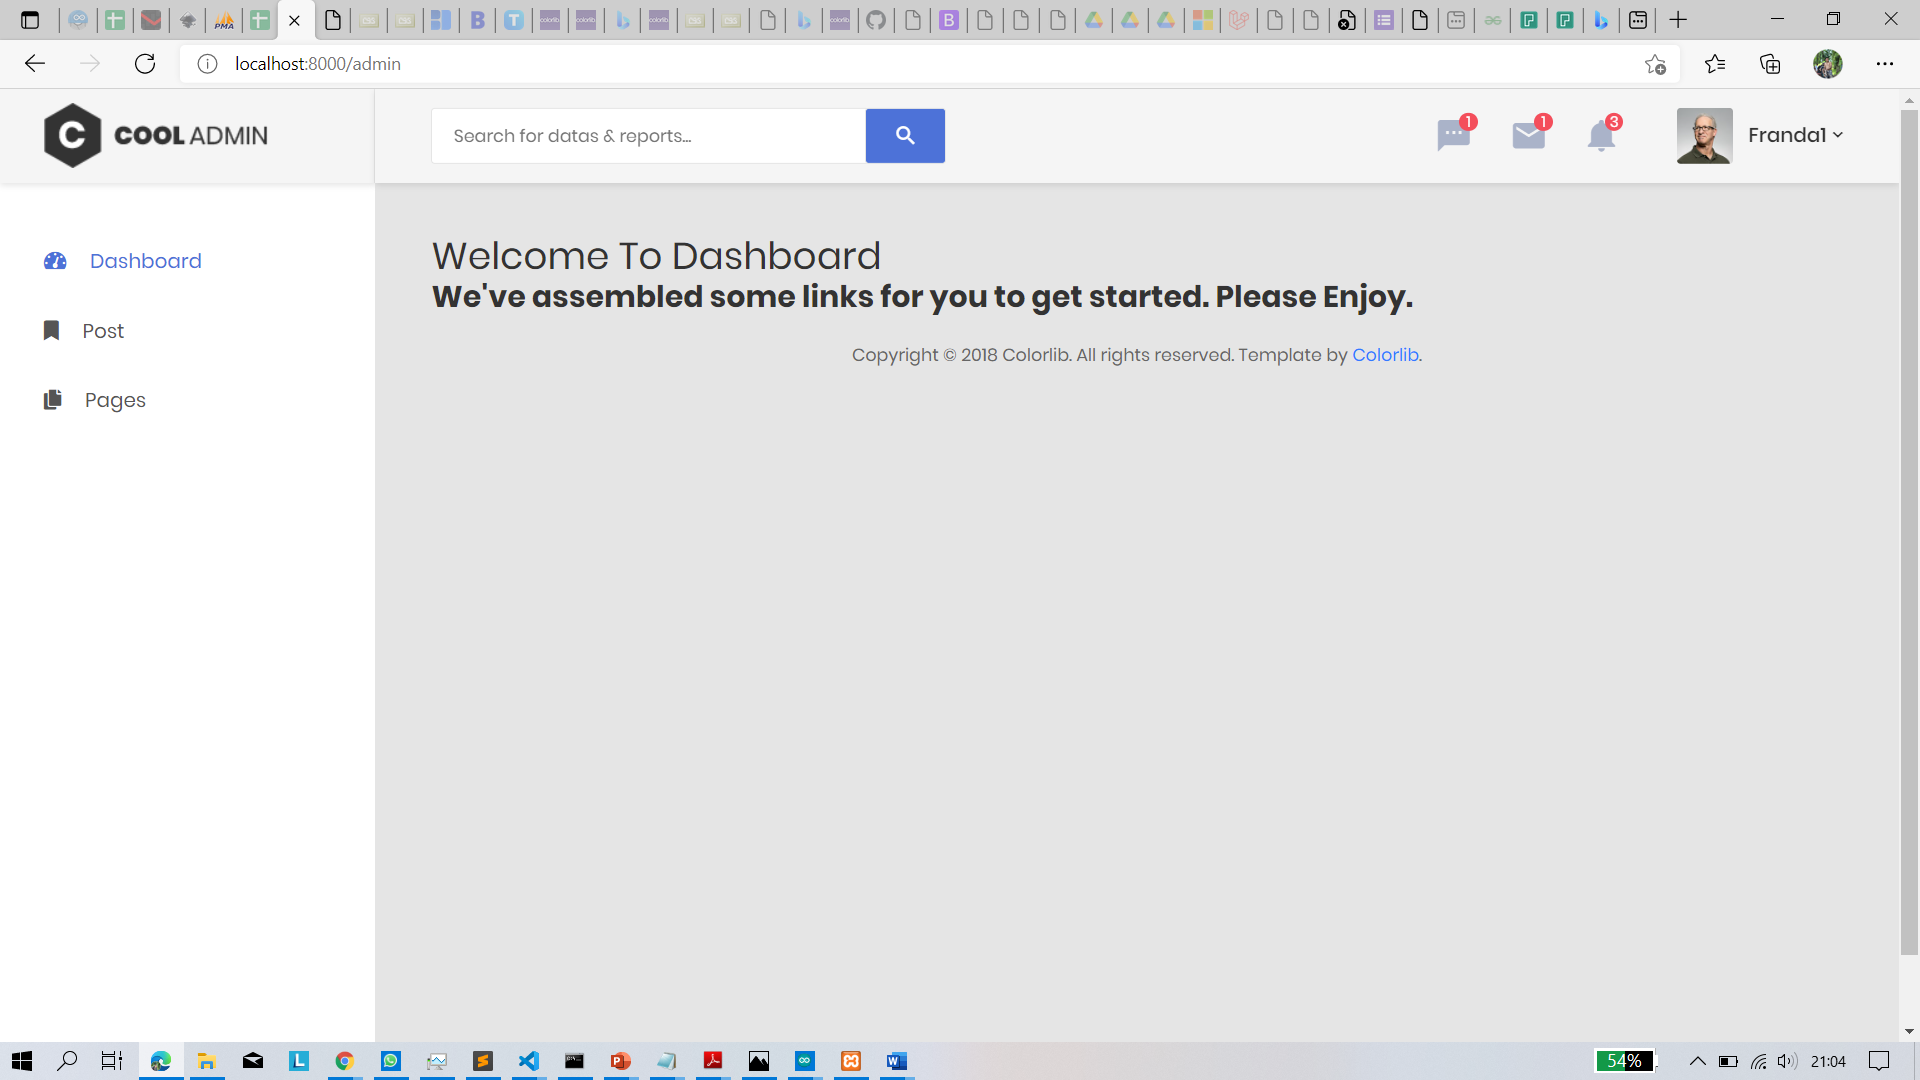 PMA
localhost:8000/admin
C COOL ADMIN
Search for datas & reports...
1
1
3
Franda1
Dashboard
Post
Pages
Welcome To Dashboard
We've assembled some links for you to get started. Please Enjoy.
Copyright © 2018 Colorlib. All rights reserved. Template by Colorlib.
54%
21:04